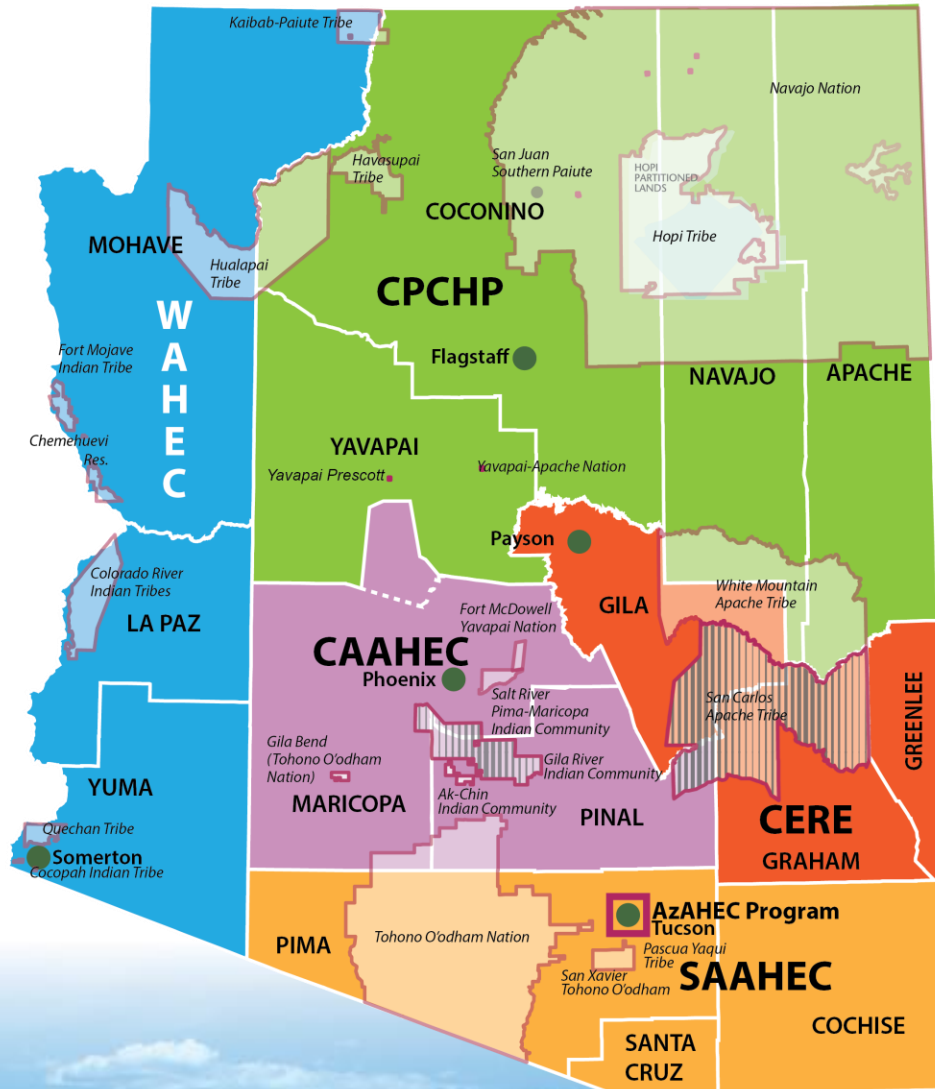 Kaibab-Paiute Tribe
Navajo Nation
Havasupai
Tribe
San Juan
Southern Paiute
HOPI
PARTITIONED
LANDS
COCONINO
Hopi Tribe
MOHAVE
Hualapai
Tribe
CPCHP
W
A
H
E
C
Fort Mojave
Indian Tribe
Flagstaff
NAVAJO
APACHE
Chemehuevi
Res.
YAVAPAI
Yavapai Prescott
Yavapai-Apache Nation
Payson
Colorado River
Indian Tribes
LA PAZ
GILA
White Mountain
Apache Tribe
Fort McDowell
Yavapai Nation
CAAHEC
Phoenix
Salt River
Pima-Maricopa
Indian Community
San Carlos
Apache Tribe
GREENLEE
Gila Bend
(Tohono O'odham
Nation)
Gila River
Indian Community
YUMA
MARICOPA
Ak-Chin
Indian Community
PINAL
CERE
GRAHAM
Quechan Tribe
Somerton
Cocopah Indian Tribe
AzAHEC Program
Tucson
PIMA
Tohono O'odham Nation
Pascua Yaqui
Tribe
San Xavier
Tohono O'odham
SAAHEC
COCHISE
SANTA
CRUZ